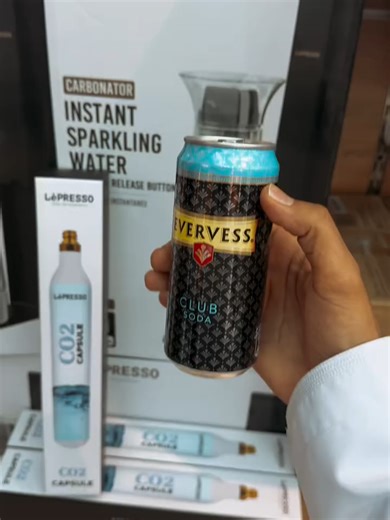 CARBONATOR
INSTANT
SPARKLING
WATER
RELEASE BUTTON
INSTANTANÉE
LePRESSO
LePRESSO
CO2
CAPSULE
CO2
CAPSULE
EVERVESS.
CLUB
SODA
PRESSO
CO2
CAPSULE
CO2
CAPSULE
CO2
CAPSULE